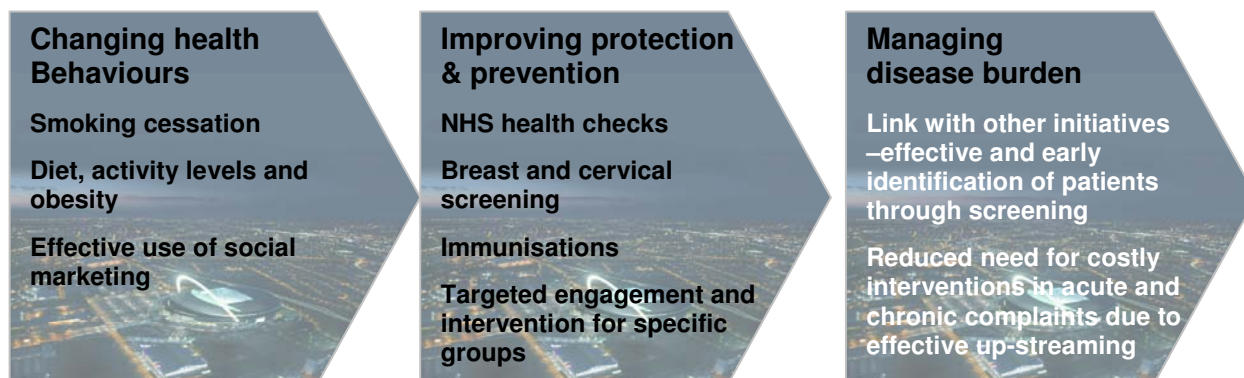 Changing health
Behaviours
Smoking cessation
Diet, activity levels and
obesity
Effective use of social
marketing
Improving protection
& prevention
NHS health checks
Breast and cervical
screening
Immunisations
Targeted engagement and
intervention for specific
groups
Managing
disease burden
Link with other initiatives
–effective and early
identification of patients
through screening
Reduced need for costly
interventions in acute and
chronic complaints due to
effective up-streaming